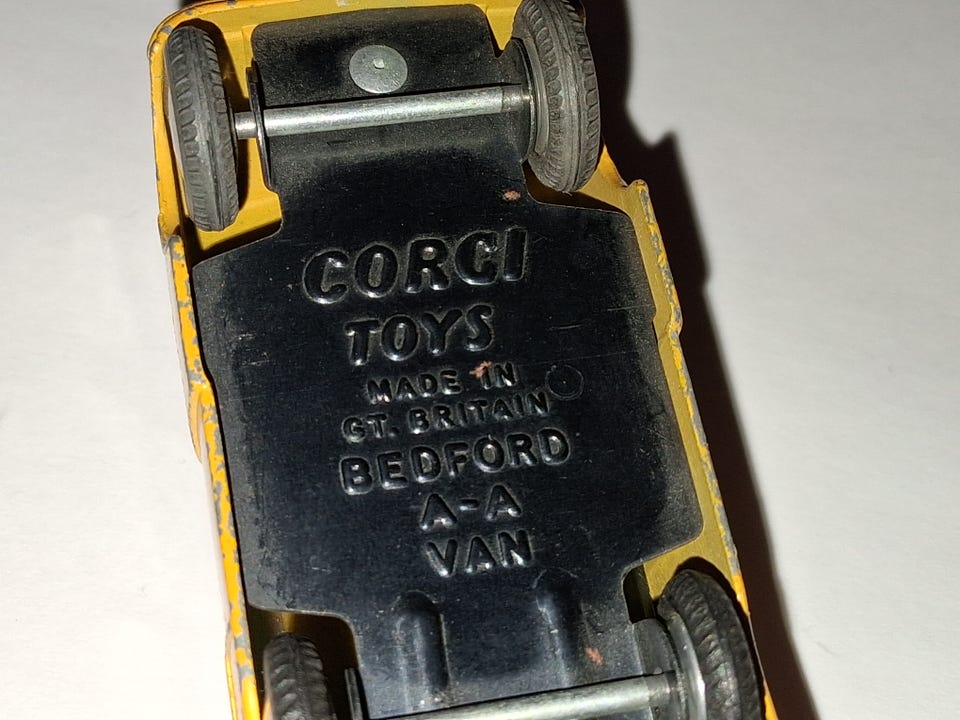 CORGI
TOYS
MADE IN
GT. BRITAIN
BEDFORD
A-A
VAN